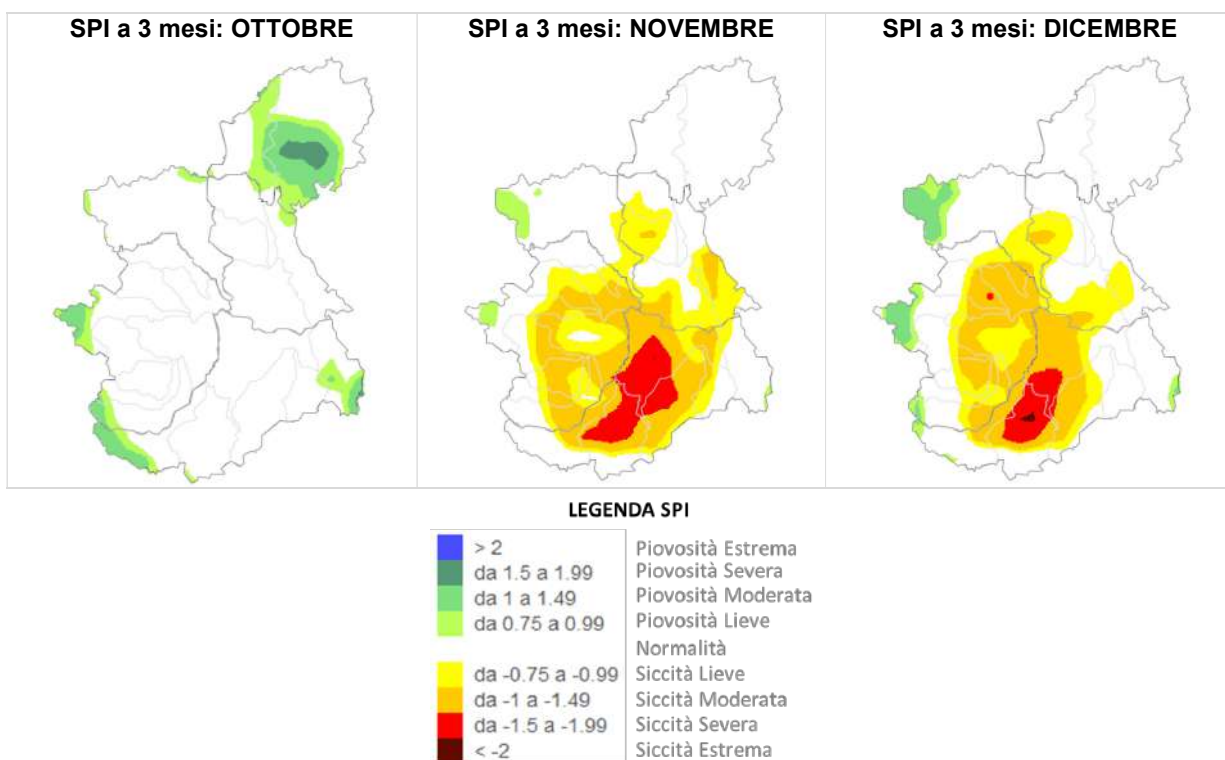 SPI a 3 mesi: OTTOBRE
SPI a 3 mesi: NOVEMBRE
SPI a 3 mesi: DICEMBRE
LEGENDA SPI
> 2 Piovosità Estrema
da 1.5 a 1.99 Piovosità Severa
da 1 a 1.49 Piovosità Moderata
da 0.75 a 0.99 Piovosità Lieve
Normalità
da -0.75 a -0.99 Siccità Lieve
da -1 a -1.49 Siccità Moderata
da -1.5 a -1.99 Siccità Severa
< -2 Siccità Estrema